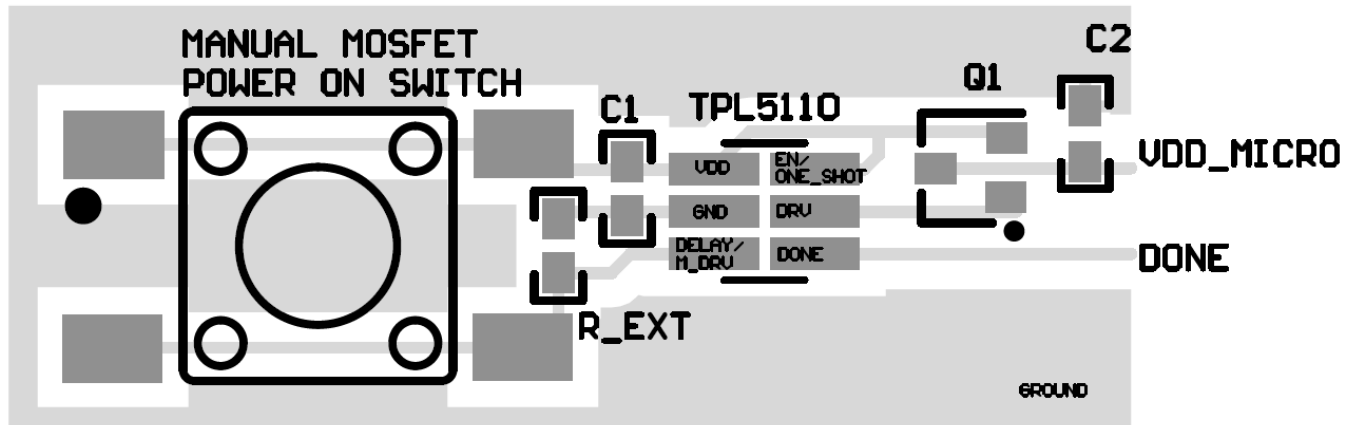 MANUAL MOSFET
POWER ON SWITCH
C1
TPL5110
Q1
C2
VDD
EN/
ONE_SHOT
GND
DRV
DELAY/
M_DRV
DONE
VDD_MICRO
DONE
R_EXT
GROUND